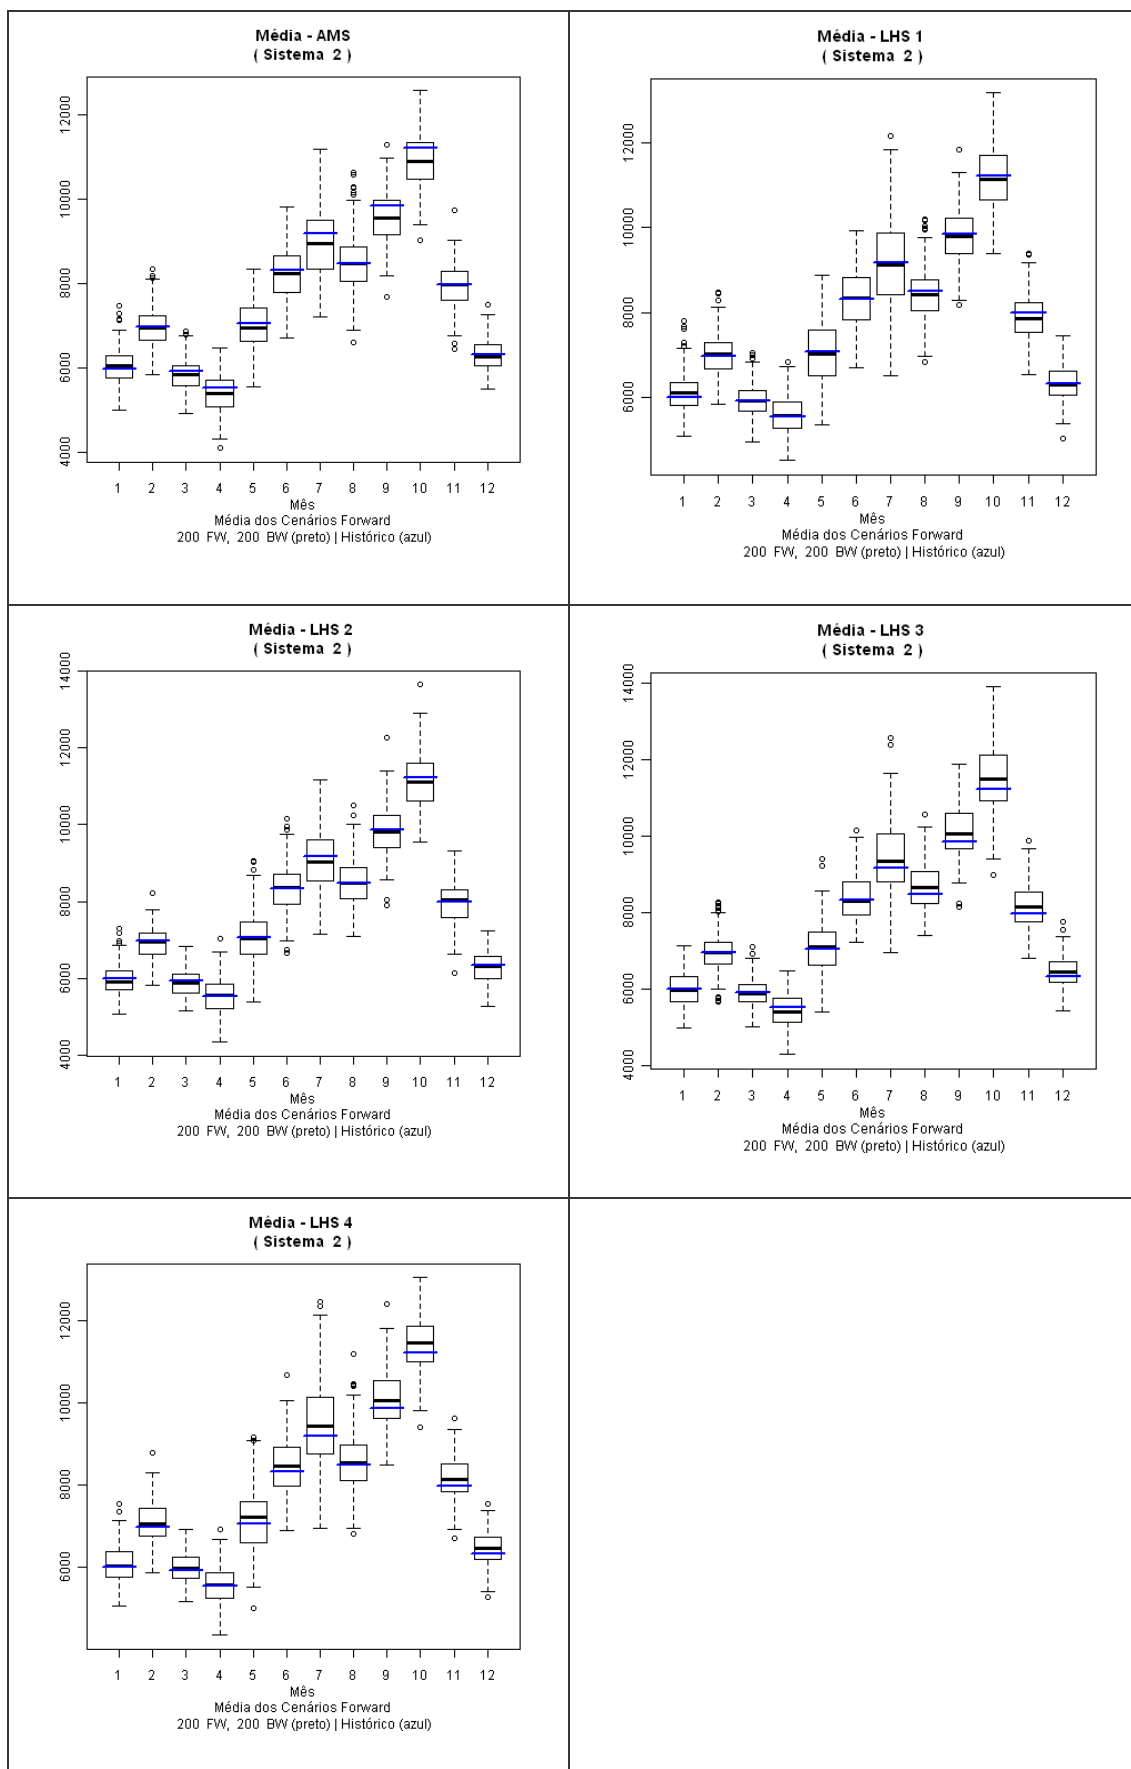 Média - AMS
( Sistema 2 )
12000
10000
8000
6000
4000
1 2 3 4 5 6 7 8 9 10 11 12
Mês
Média dos Cenários Forward
200 FW, 200 BW (preto) | Histórico (azul)
Média - LHS 1
( Sistema 2 )
12000
10000
8000
6000
1 2 3 4 5 6 7 8 9 10 11 12
Mês
Média dos Cenários Forward
200 FW, 200 BW (preto) | Histórico (azul)
Média - LHS 2
( Sistema 2 )
14000
12000
10000
8000
6000
4000
1 2 3 4 5 6 7 8 9 10 11 12
Mês
Média dos Cenários Forward
200 FW, 200 BW (preto) | Histórico (azul)
Média - LHS 3
( Sistema 2 )
14000
12000
10000
8000
6000
4000
1 2 3 4 5 6 7 8 9 10 11 12
Mês
Média dos Cenários Forward
200 FW, 200 BW (preto) | Histórico (azul)
Média - LHS 4
( Sistema 2 )
12000
10000
8000
6000
1 2 3 4 5 6 7 8 9 10 11 12
Mês
Média dos Cenários Forward
200 FW, 200 BW (preto) | Histórico (azul)